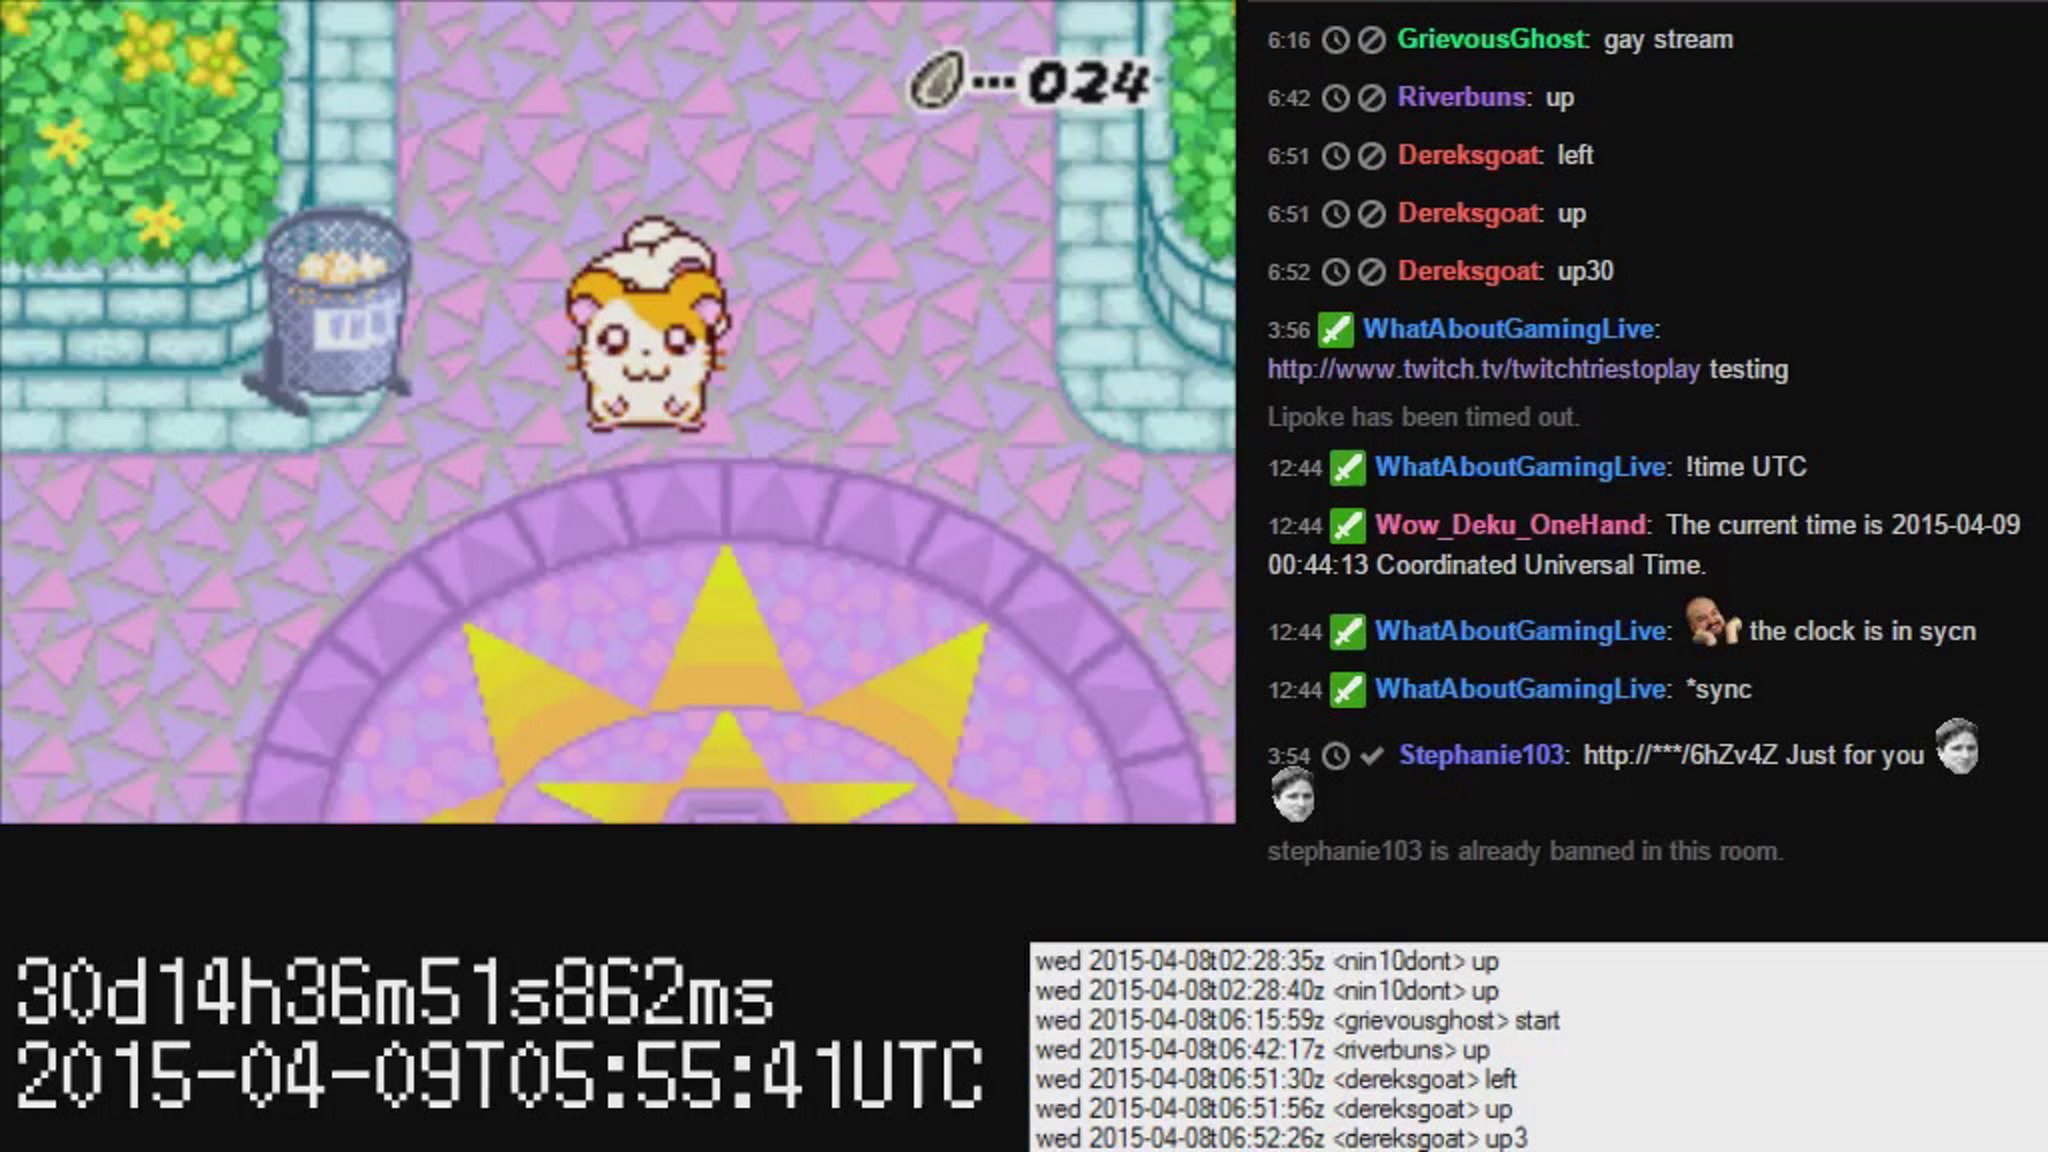 024
6:16 GrievousGhost: gay stream
6:42 Riverbuns: up
6:51 Dereksgoat: left
6:51 Dereksgoat: up
6:52 Dereksgoat: up30
3:56 WhatAboutGamingLive:
http://www.twitch.tv/twitchtriestoplay testing
Lipoke has been timed out.
12:44 WhatAboutGamingLive: !time UTC
12:44 Wow_Deku_OneHand: The current time is 2015-04-09
00:44:13 Coordinated Universal Time.
12:44 WhatAboutGamingLive: the clock is in sycn
12:44 WhatAboutGamingLive: *sync
3:54 Stephanie103: http://***/6hZv4Z Just for you
stephanie103 is already banned in this room.
30d14h36m51s862ms
2015-04-09T05:55:41UTC
wed 2015-04-08t02:28:35z <nin10dont> up
wed 2015-04-08t02:28:40z <nin10dont> up
wed 2015-04-08t06:15:59z <grievousghost> start
wed 2015-04-08t06:42:17z <riverbuns> up
wed 2015-04-08t06:51:30z <dereksgoat> left
wed 2015-04-08t06:51:56z <dereksgoat> up
wed 2015-04-08t06:52:26z <dereksgoat> up3